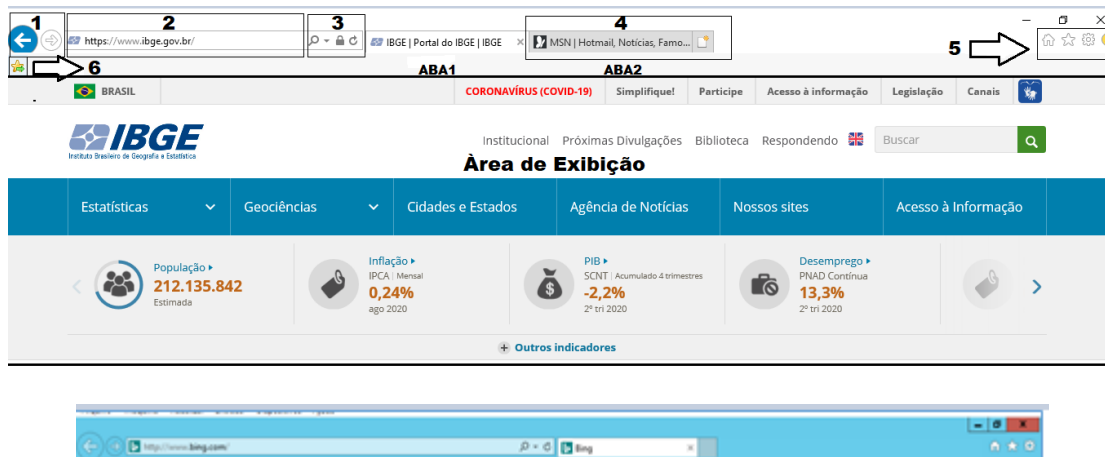 1 2 3 4
https://www.ibge.gov.br/ IBGE | Portal do IBGE | IBGE × MSN | Hotmail, Notícias, Famo...
5
6 ABA1 ABA2
BRASIL CORONAVÍRUS (COVID-19) Simplifique! Participe Acesso à informação Legislação Canais
IBGE
Instituto Brasileiro de Geografia e Estatística
Institucional Próximas Divulgações Biblioteca Respondendo Buscar
Àrea de Exibição
Estatísticas Geociências Cidades e Estados Agência de Notícias Nossos sites Acesso à Informação
População
212.135.842
Estimada
Inflação
IPCA | Mensal
0,24%
ago 2020
PIB
SCNT | Acumulado 4 trimestres
-2,2%
2º tri 2020
Desemprego
PNAD Contínua
13,3%
2º tri 2020
+ Outros indicadores
http://www.bing.com/ Bing ×